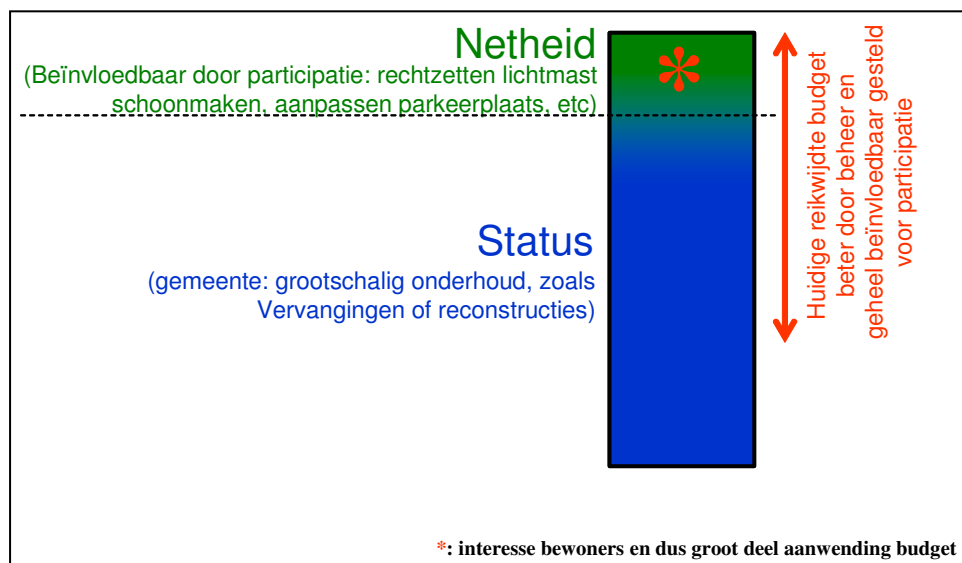 Netheid
(Beïnvloedbaar door participatie: rechtzetten lichtmast
schoonmaken, aanpassen parkeerplaats, etc)
*
Status
(gemeente: grootschalig onderhoud, zoals
Vervangingen of reconstructies)
Huidige reikwijdte budget
beter door beheer en
geheel beïnvloedbaar gesteld
voor participatie
*: interesse bewoners en dus groot deel aanwending budget